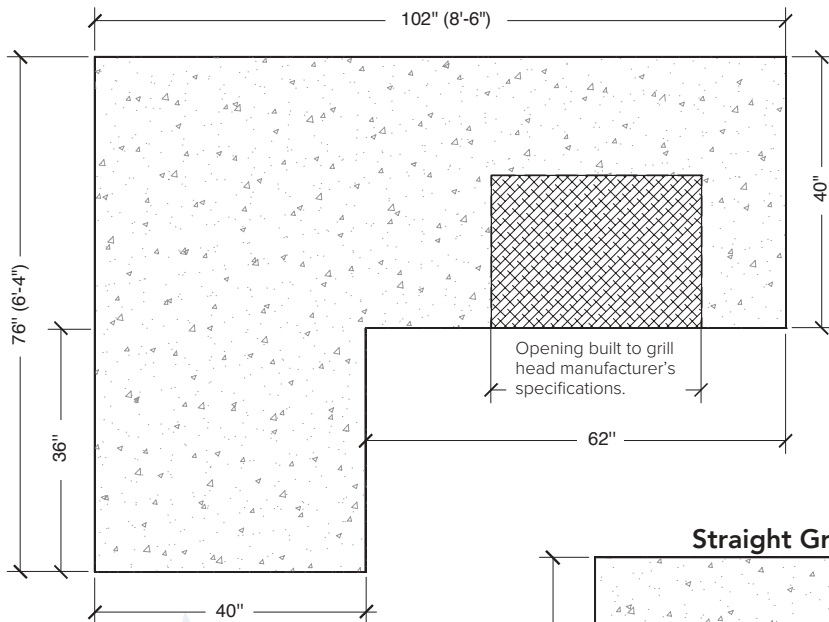 102" (8'-6")
40"
76" (6'-4")
Opening built to grill
head manufacturer's
specifications.
36"
62"
Straight Gr
40"